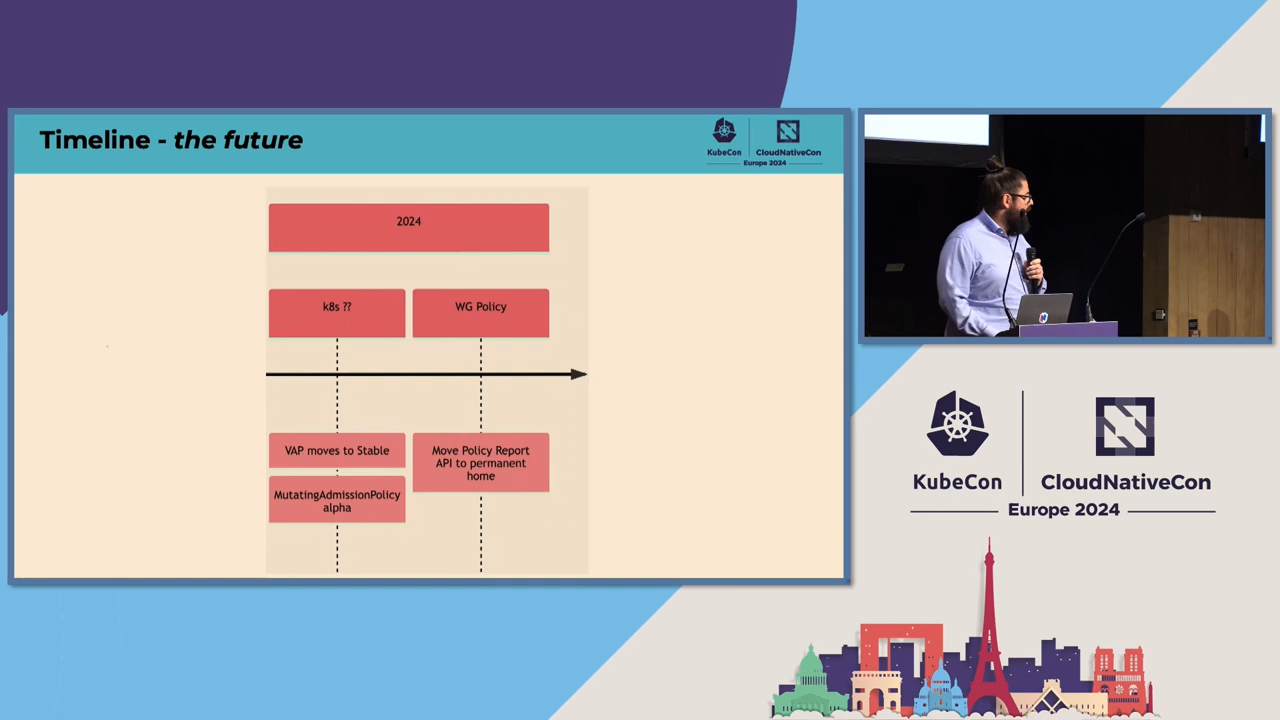 Timeline - the future
KubeCon
CloudNativeCon
Europe 2024
2024
k8s ??
WG Policy
VAP moves to Stable
MutatingAdmissionPolicy
alpha
Move Policy Report
API to permanent
home
KubeCon
CloudNativeCon
Europe 2024